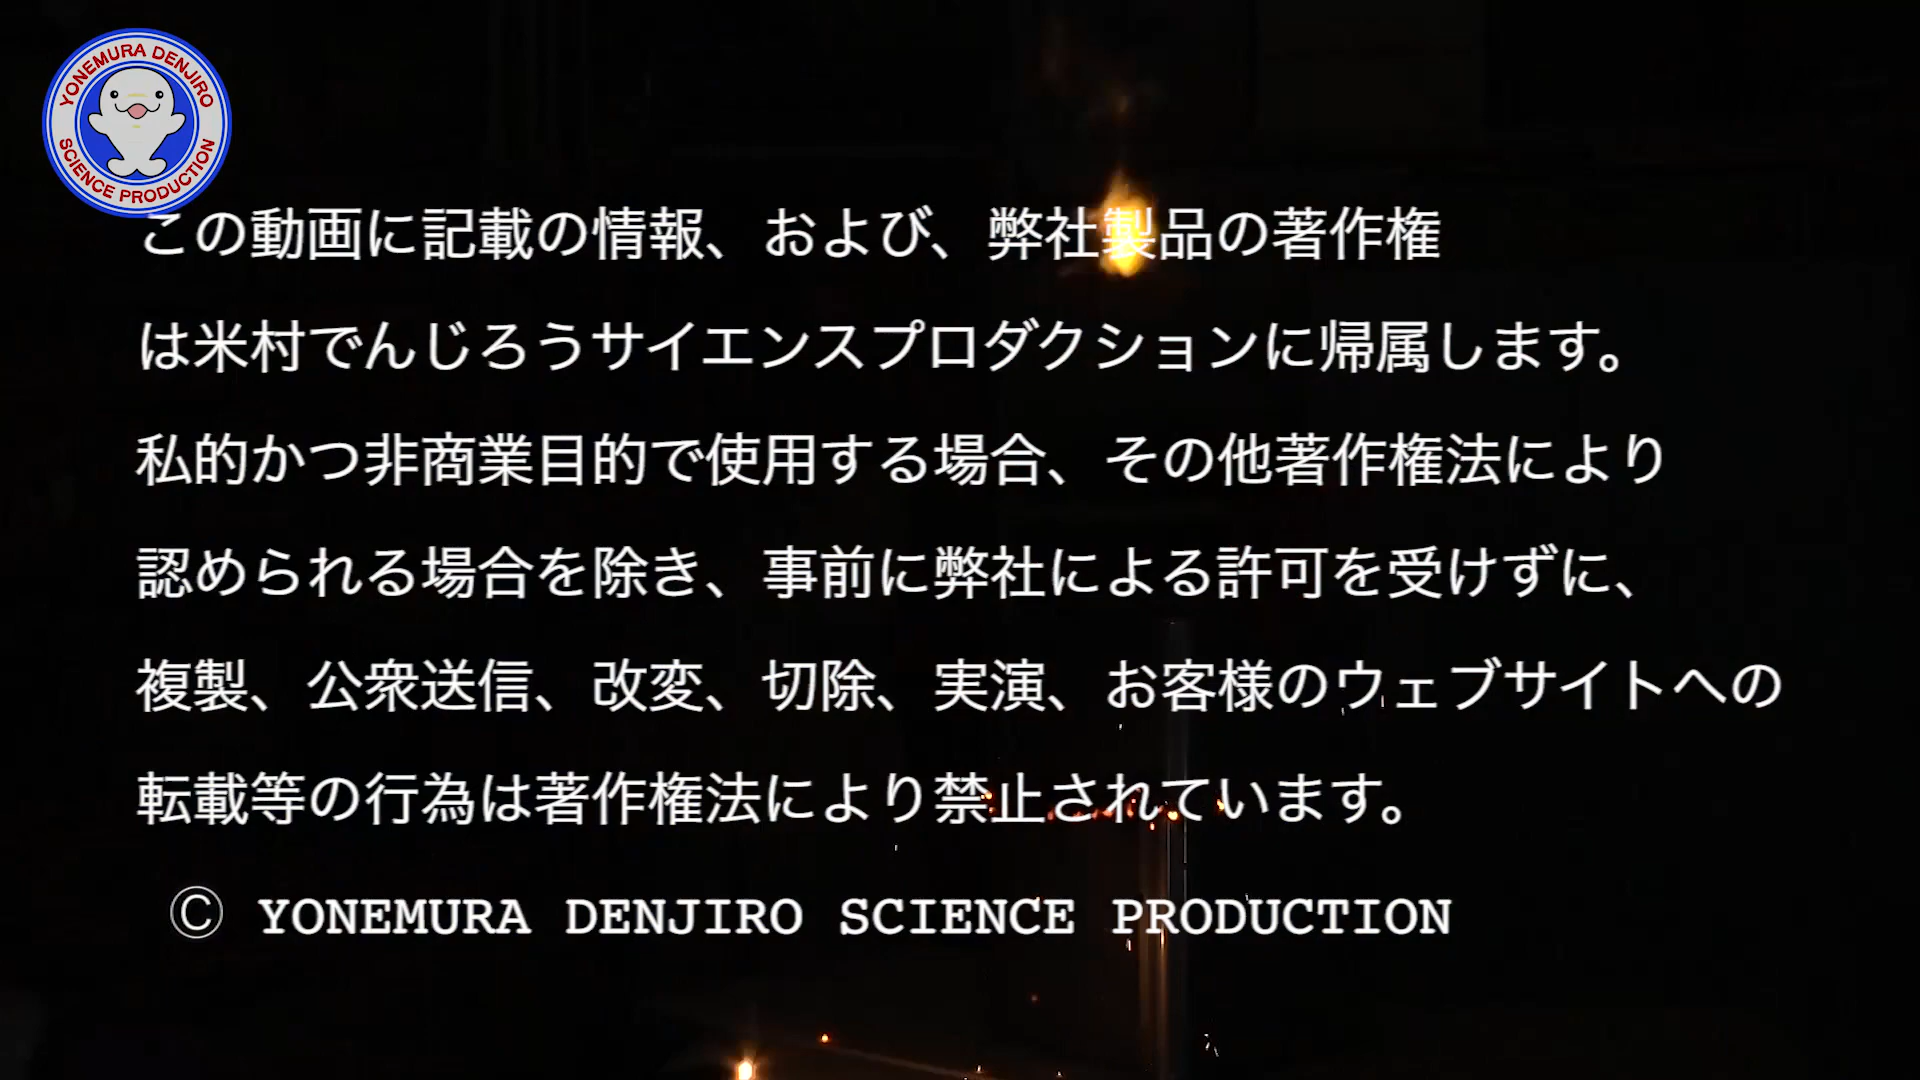 YONEMURA DENJIRO
SCIENCE PRODUCTION
この動画に記載の情報、および、弊社製品の著作権
は米村でんじろうサイエンスプロダクションに帰属します。
私的かつ非商業目的で使用する場合、その他著作権法により
認められる場合を除き、事前に弊社による許可を受けずに、
複製、公衆送信、改変、切除、実演、お客様のウェブサイトへの
転載等の行為は著作権法により禁止されています。
© YONEMURA DENJIRO SCIENCE PRODUCTION